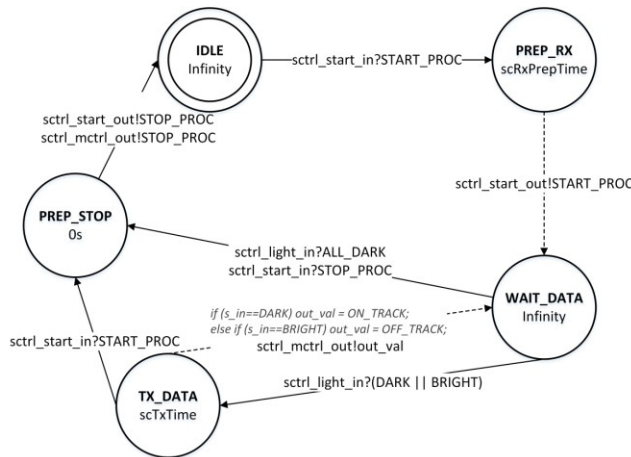 IDLE
Infinity
sctrl_start_in?START_PROC
PREP_RX
scRxPrepTime
sctrl_start_out!STOP_PROC
sctrl_mctrl_out!STOP_PROC
sctrl_start_out!START_PROC
PREP_STOP
0s
sctrl_light_in?ALL_DARK
sctrl_start_in?STOP_PROC
WAIT_DATA
Infinity
if (s_in==DARK) out_val = ON_TRACK;
else if (s_in==BRIGHT) out_val = OFF_TRACK;
sctrl_mctrl_out!out_val
sctrl_start_in?START_PROC
sctrl_light_in?(DARK || BRIGHT)
TX_DATA
scTxTime